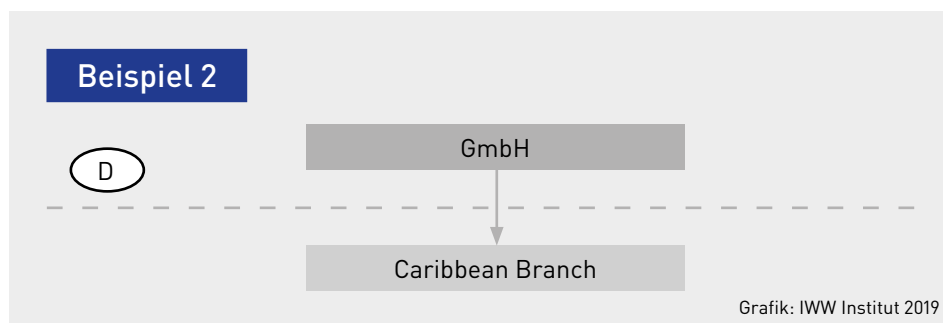 Beispiel 2
GmbH
D
Caribbean Branch
Grafik: IWW Institut 2019